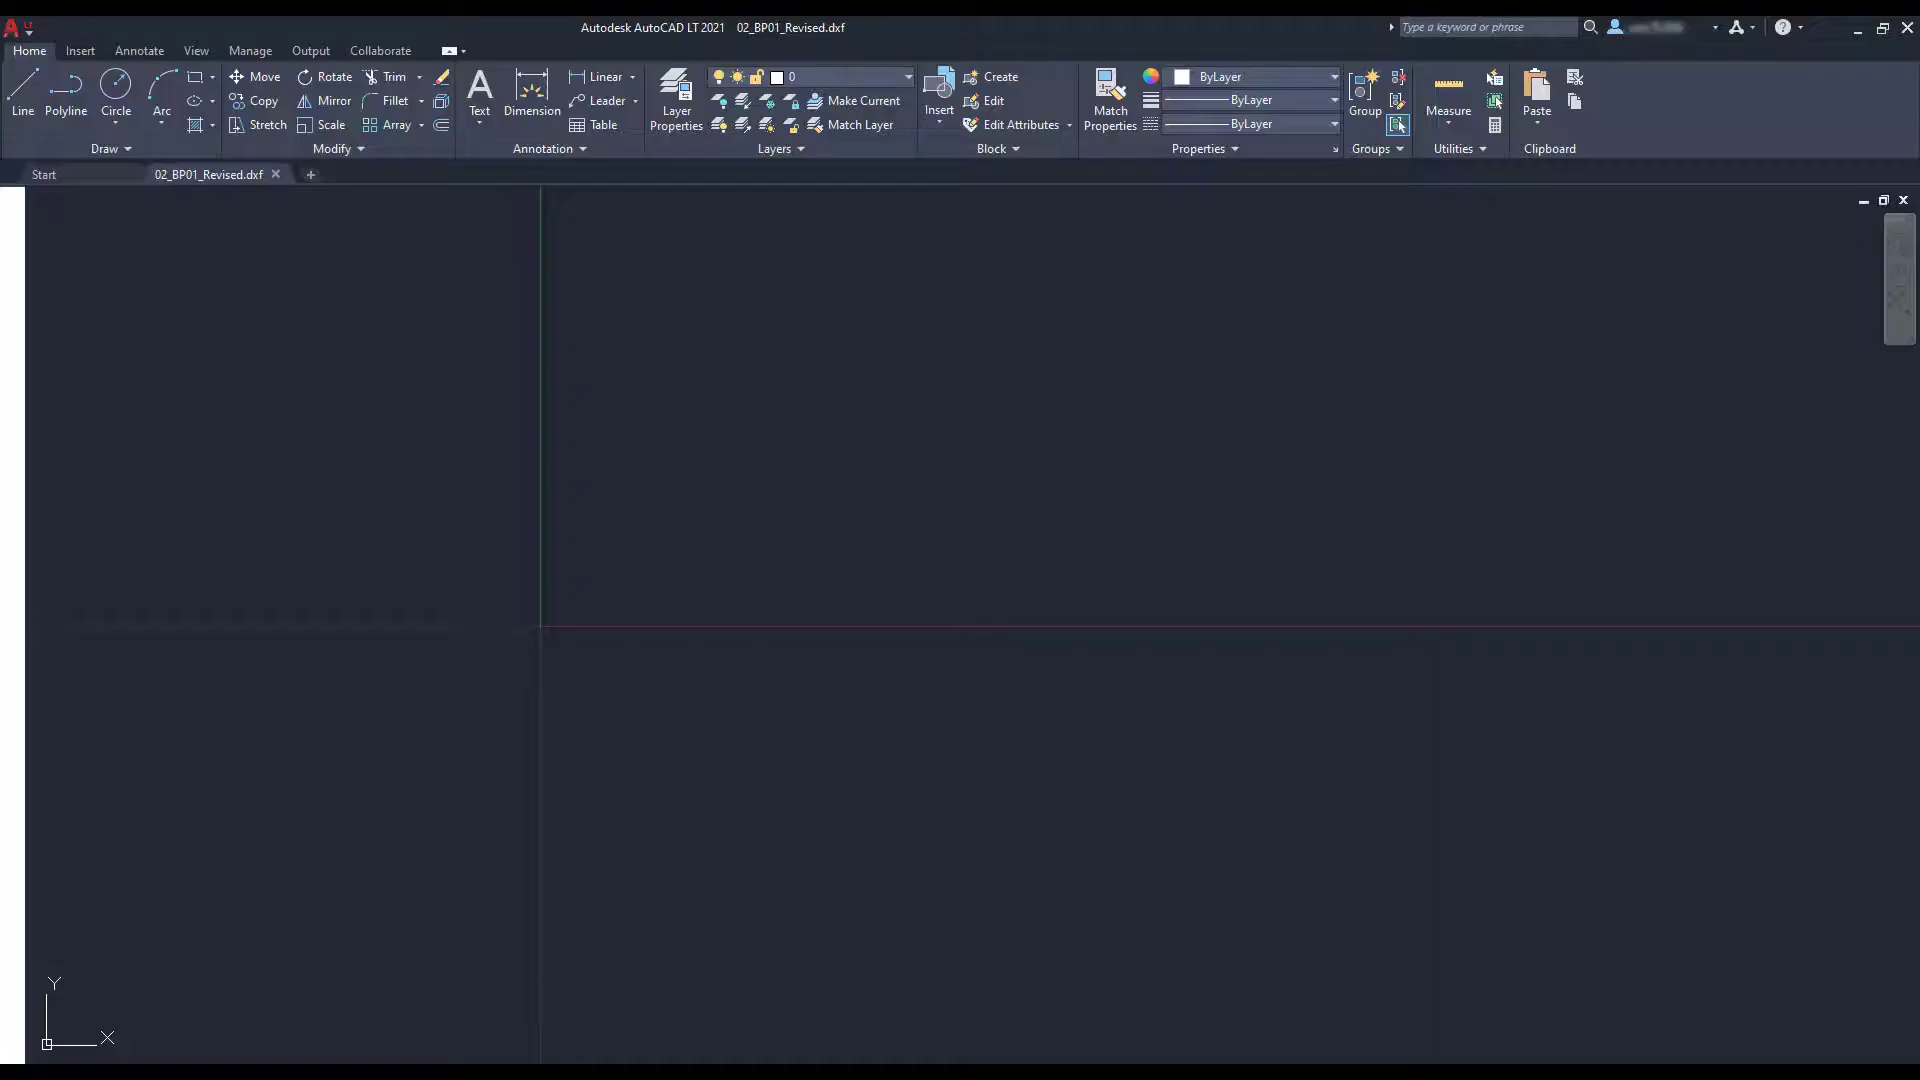 LT
Autodesk AutoCAD LT 2021 02_BP01_Revised.dxf
Type a keyword or phrase
Home Insert Annotate View Manage Output Collaborate
Line Polyline Circle Arc
Move Rotate Trim
Copy Mirror Fillet
Stretch Scale Array
Text Dimension
Linear
Leader
Table
Layer Properties
0
Make Current
Match Layer
Insert
Create
Edit
Edit Attributes
Match Properties
ByLayer
ByLayer
ByLayer
Group
Measure
Paste
Draw Modify Annotation Layers Block Properties Groups Utilities Clipboard
Start 02_BP01_Revised.dxf
Y
X